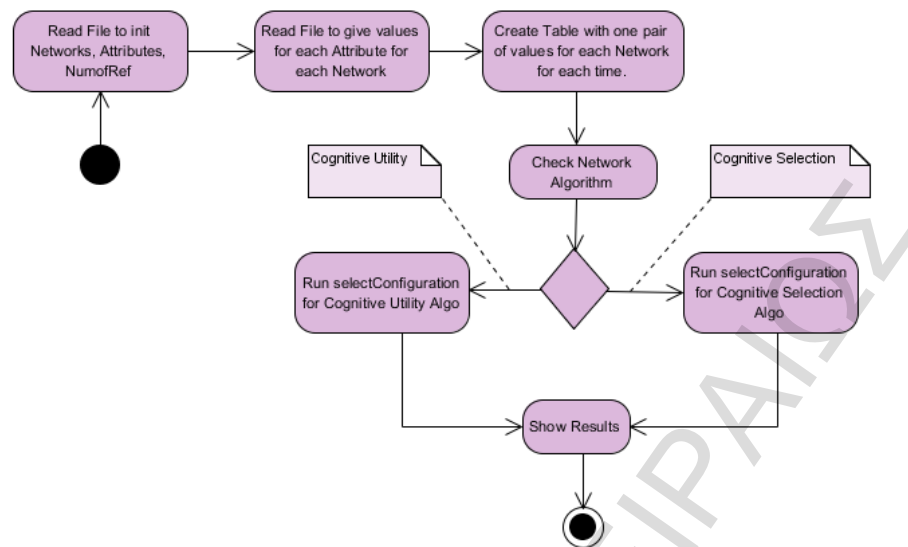 Read File to init
Networks, Attributes,
NumofRef
Read File to give values
for each Attribute for
each Network
Create Table with one pair
of values for each Network
for each time.
Cognitive Utility
Check Network
Algorithm
Cognitive Selection
Run selectConfiguration
for Cognitive Utility Algo
Run selectConfiguration
for Cognitive Selection
Algo
Show Results
ΕΙΡΑΙΩΣ